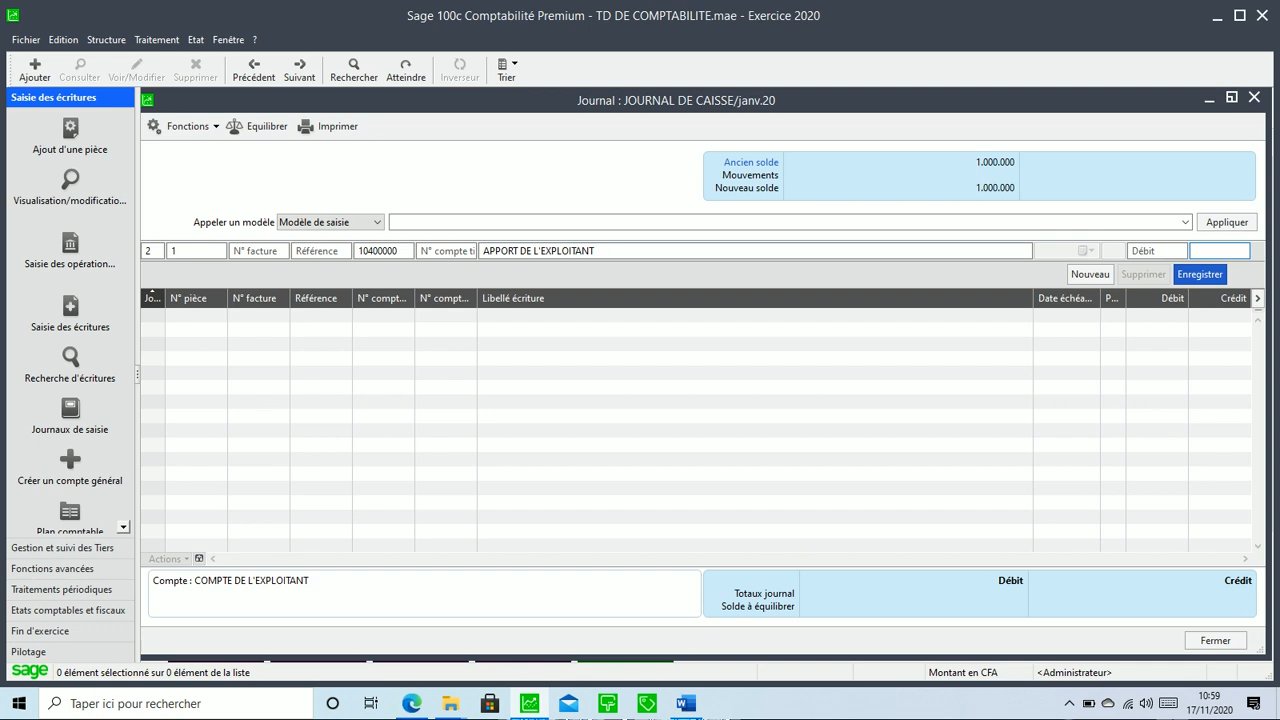 Sage 100c Comptabilité Premium - TD DE COMPTABILITE.mae - Exercice 2020
Fichier Edition Structure Traitement Etat Fenêtre ?
Ajouter Consulter Voir/Modifier Supprimer Précédent Suivant Rechercher Atteindre Inverseur Trier
Saisie des écritures
Journal : JOURNAL DE CAISSE/janv.20
Fonctions Equilibrer Imprimer
Ajout d'une pièce
Ancien solde 1.000.000
Mouvements
Nouveau solde 1.000.000
Visualisation/modificatio...
Appeler un modèle Modèle de saisie Appliquer
2 1 N° facture Référence 10400000 N° compte ti APPORT DE L'EXPLOITANT Débit
Saisie des opération...
Nouveau Supprimer Enregistrer
Jo... N° pièce N° facture Référence N° compt... N° compt... Libellé écriture Date échéa... P... Débit Crédit
Saisie des écritures
Recherche d'écritures
Journaux de saisie
Créer un compte général
Plan comptable
Gestion et suivi des Tiers
Actions
Fonctions avancées
Compte : COMPTE DE L'EXPLOITANT
Débit Crédit
Traitements périodiques
Totaux journal
Solde à équilibrer
Etats comptables et fiscaux
Fin d'exercice
Fermer
Pilotage
sage 0 élément sélectionné sur 0 élément de la liste Montant en CFA <Administrateur>
Taper ici pour rechercher
10:59
17/11/2020